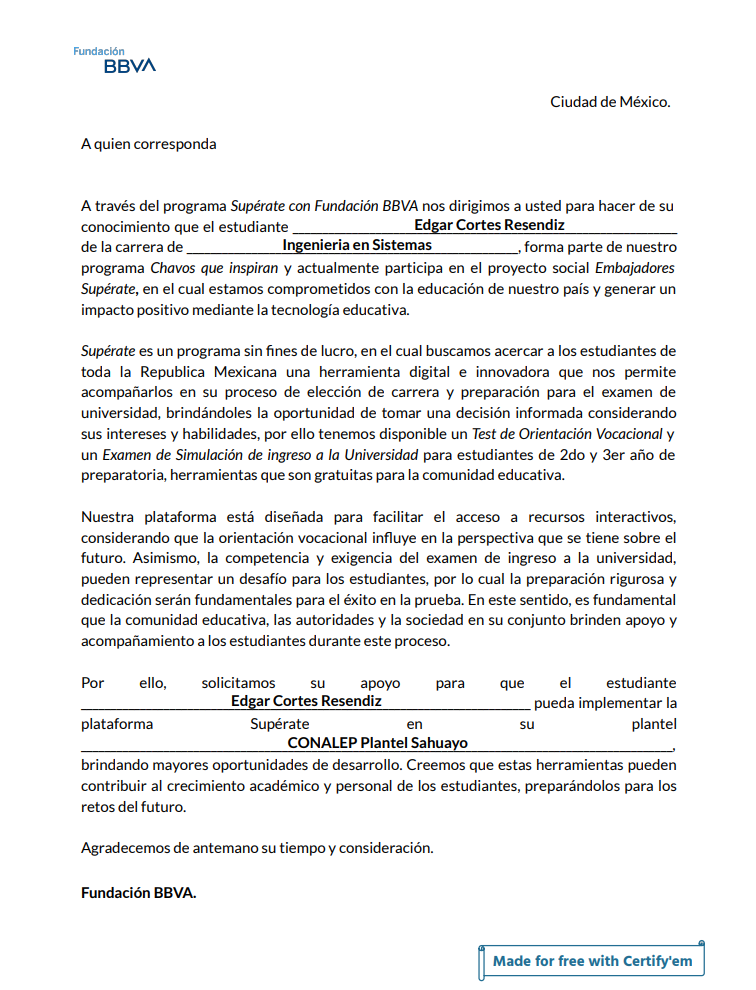 Fundación
BBVA
Ciudad de México.
A quien corresponda
A través del programa Supérate con Fundación BBVA nos dirigimos a usted para hacer de su
conocimiento que el estudiante Edgar Cortes Resendiz
de la carrera de Ingenieria en Sistemas, forma parte de nuestro
programa Chavos que inspiran y actualmente participa en el proyecto social Embajadores
Supérate, en el cual estamos comprometidos con la educación de nuestro país y generar un
impacto positivo mediante la tecnología educativa.
Supérate es un programa sin fines de lucro, en el cual buscamos acercar a los estudiantes de
toda la Republica Mexicana una herramienta digital e innovadora que nos permite
acompañarlos en su proceso de elección de carrera y preparación para el examen de
universidad, brindándoles la oportunidad de tomar una decisión informada considerando
sus intereses y habilidades, por ello tenemos disponible un Test de Orientación Vocacional y
un Examen de Simulación de ingreso a la Universidad para estudiantes de 2do y 3er año de
preparatoria, herramientas que son gratuitas para la comunidad educativa.
Nuestra plataforma está diseñada para facilitar el acceso a recursos interactivos,
considerando que la orientación vocacional influye en la perspectiva que se tiene sobre el
futuro. Asimismo, la competencia y exigencia del examen de ingreso a la universidad,
pueden representar un desafío para los estudiantes, por lo cual la preparación rigurosa y
dedicación serán fundamentales para el éxito en la prueba. En este sentido, es fundamental
que la comunidad educativa, las autoridades y la sociedad en su conjunto brinden apoyo y
acompañamiento a los estudiantes durante este proceso.
Por ello, solicitamos su apoyo para que el estudiante
Edgar Cortes Resendiz pueda implementar la
plataforma Supérate en su plantel
CONALEP Plantel Sahuayo,
brindando mayores oportunidades de desarrollo. Creemos que estas herramientas pueden
contribuir al crecimiento académico y personal de los estudiantes, preparándolos para los
retos del futuro.
Agradecemos de antemano su tiempo y consideración.
Fundación BBVA.
Made for free with Certify'em